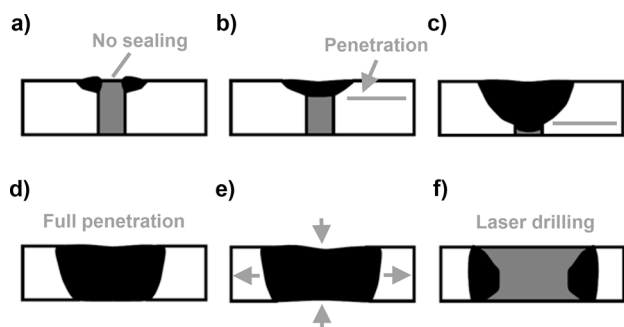 a)
No sealing
b)
Penetration
c)
d)
Full penetration
e)
f)
Laser drilling